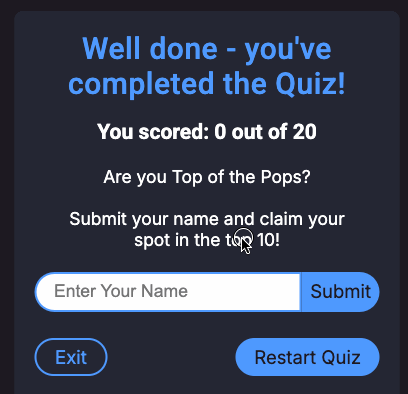 Well done - you've
completed the Quiz!
You scored: 0 out of 20
Are you Top of the Pops?
Submit your name and claim your
spot in the top 10!
Enter Your Name
Submit
Exit
Restart Quiz